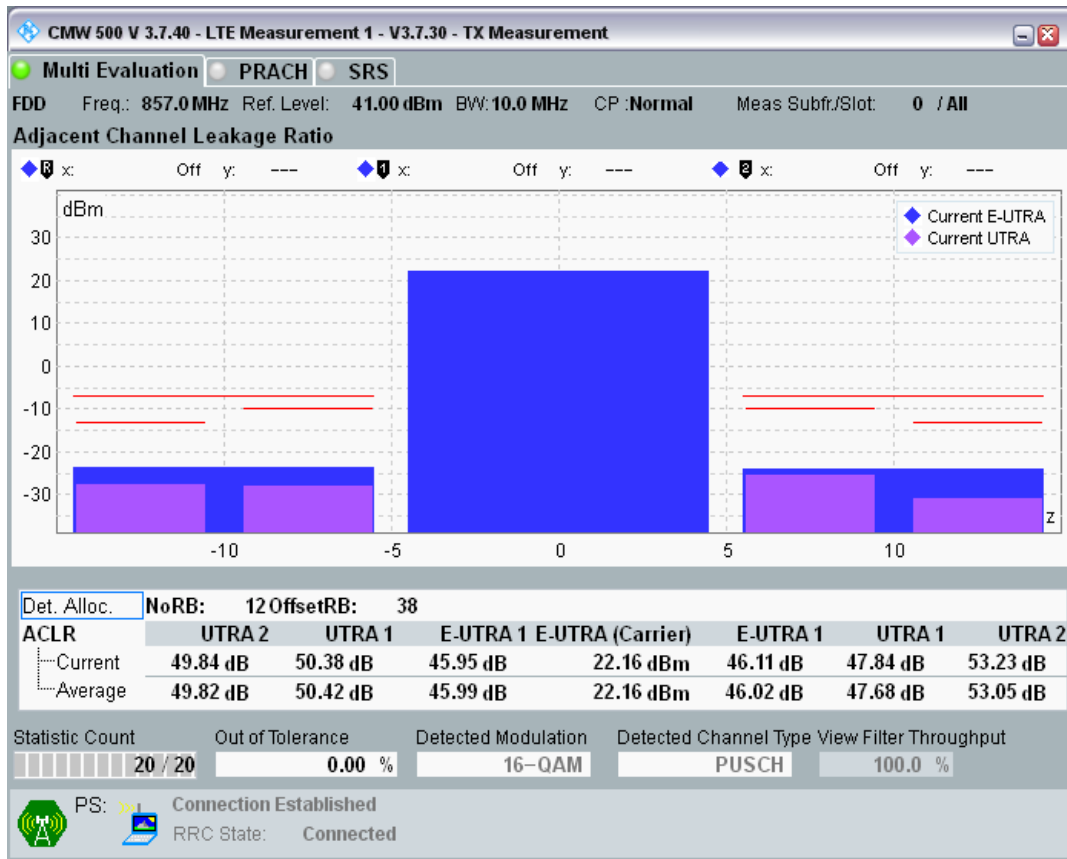 CMW 500 V 3.7.40 - LTE Measurement 1 - V3.7.30 - TX Measurement
Multi Evaluation PRACH SRS
FDD Freq.: 857.0 MHz Ref. Level: 41.00 dBm BW: 10.0 MHz CP :Normal Meas Subfr./Slot: 0 / All
Adjacent Channel Leakage Ratio
R x: Off y: --- 1 x: Off y: --- 2 x: Off y: ---
dBm
Current E-UTRA
Current UTRA
30
20
10
0
-10
-20
-30
z
-10 -5 0 5 10
Det. Alloc. NoRB: 12 OffsetRB: 38
ACLR UTRA 2 UTRA 1 E-UTRA 1 E-UTRA (Carrier) E-UTRA 1 UTRA 1 UTRA 2
Current 49.84 dB 50.38 dB 45.95 dB 22.16 dBm 46.11 dB 47.84 dB 53.23 dB
Average 49.82 dB 50.42 dB 45.99 dB 22.16 dBm 46.02 dB 47.68 dB 53.05 dB
Statistic Count Out of Tolerance Detected Modulation Detected Channel Type View Filter Throughput
20 / 20 0.00 % 16-QAM PUSCH 100.0 %
PS: Connection Established
RRC State: Connected